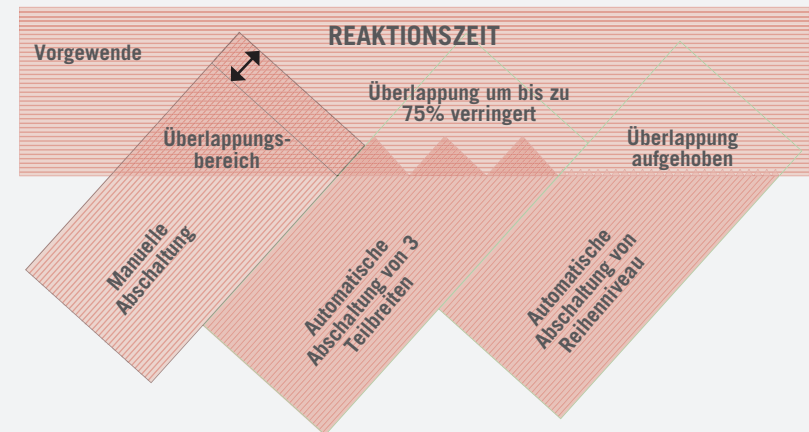 REAKTIONSZEIT
Vorgewende
Überlappung um bis zu
75% verringert
Überlappungs-
bereich
Überlappung
aufgehoben
Manuelle
Abschaltung
Automatische
Abschaltung von 3
Teilbreiten
Automatische
Abschaltung von
Reihenniveau